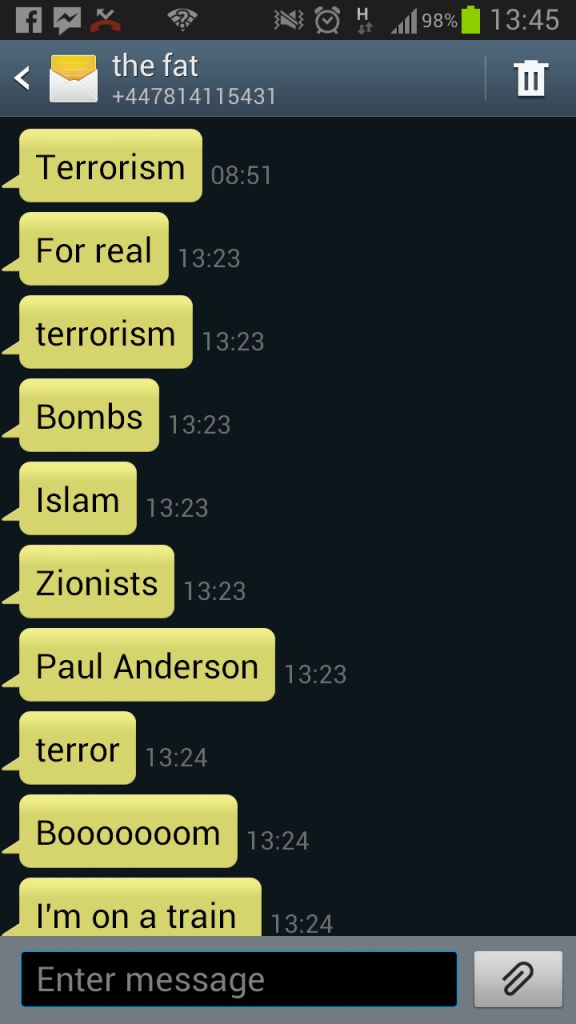 H
98%
13:45
the fat
+447814115431
Terrorism 08:51
For real 13:23
terrorism 13:23
Bombs 13:23
Islam 13:23
Zionists 13:23
Paul Anderson 13:23
terror 13:24
Booooooom 13:24
I'm on a train 13:24
Enter message